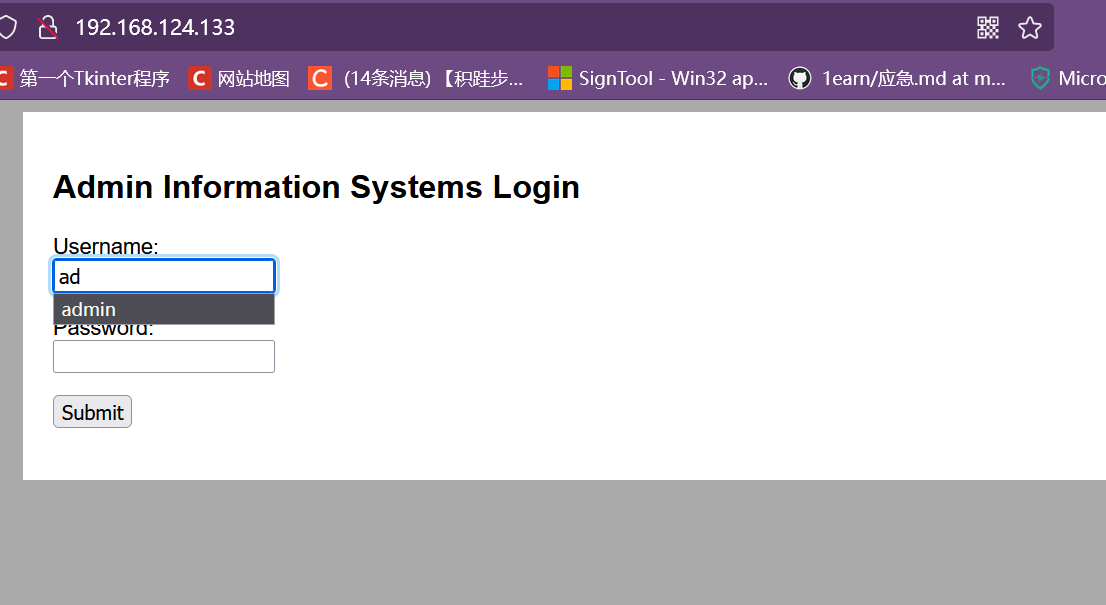 192.168.124.133
第一个Tkinter程序 网站地图 (14条消息) 【积跬步... SignTool - Win32 ap... 1earn/应急.md at m... Micro
Admin Information Systems Login
Username:
ad
admin
Password:
Submit